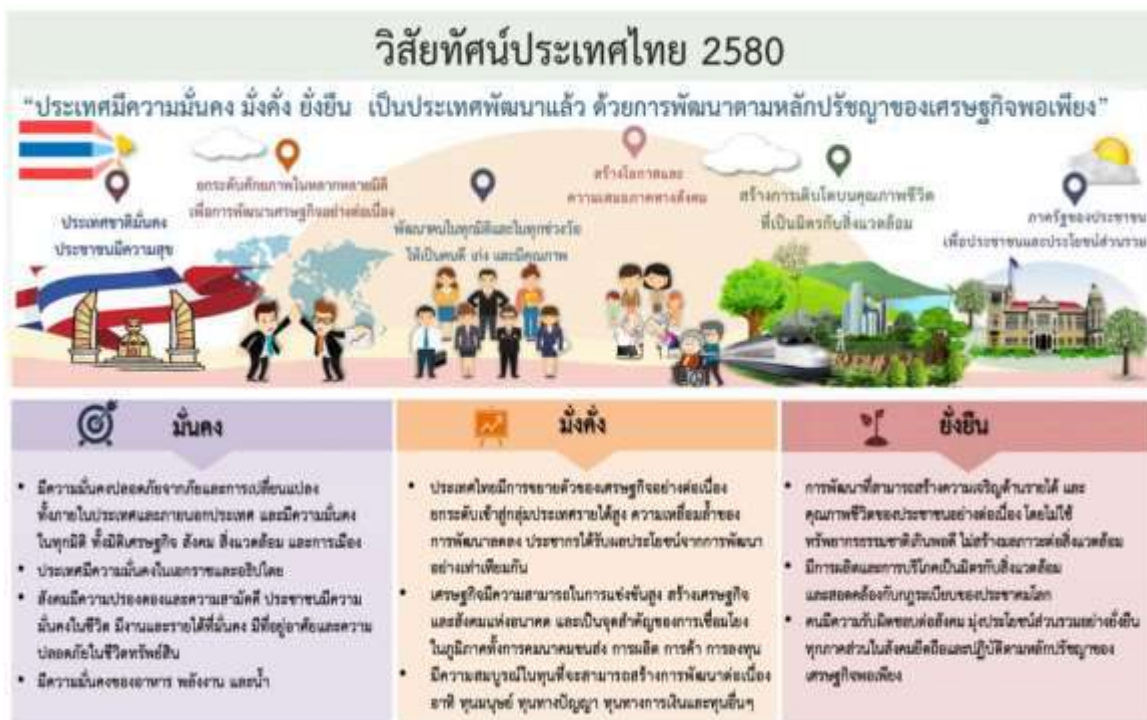 วิสัยทัศน์ประเทศไทย 2580
“ประเทศมีความมั่นคง มั่งคั่ง ยั่งยืน เป็นประเทศพัฒนาแล้ว ด้วยการพัฒนาตามหลักปรัชญาของเศรษฐกิจพอเพียง”
ประเทศชาติมั่นคง
ประชาชนมีความสุข
ยกระดับศักยภาพในหลากหลายมิติ
เพื่อการพัฒนาเศรษฐกิจอย่างต่อเนื่อง
พัฒนาคนในทุกมิติและในทุกช่วงวัย
ให้เป็นคนดี เก่ง และมีคุณภาพ
สร้างโอกาสและ
ความเสมอภาคทางสังคม
สร้างการเติบโตบนคุณภาพชีวิต
ที่เป็นมิตรกับสิ่งแวดล้อม
ภาครัฐของประชาชน
เพื่อประชาชนและประโยชน์ส่วนรวม
มั่นคง
• มีความมั่นคงปลอดภัยจากภัยและการเปลี่ยนแปลง
ทั้งภายในประเทศและภายนอกประเทศ และมีความมั่นคง
ในทุกมิติ ทั้งมิติเศรษฐกิจ สังคม สิ่งแวดล้อม และการเมือง
• ประเทศมีความมั่นคงในเอกราชและอธิปไตย
• สังคมมีความปรองดองและความสามัคคี ประชาชนมีความ
มั่นคงในชีวิต มีงานและรายได้ที่มั่นคง มีที่อยู่อาศัยและความ
ปลอดภัยในชีวิตทรัพย์สิน
• มีความมั่นคงของอาหาร พลังงาน และน้ำ
มั่งคั่ง
• ประเทศไทยมีการขยายตัวของเศรษฐกิจอย่างต่อเนื่อง
ยกระดับเข้าสู่กลุ่มประเทศรายได้สูง ความเหลื่อมล้ำของ
การพัฒนาลดลง ประชากรได้รับผลประโยชน์จากการพัฒนา
อย่างเท่าเทียมกัน
• เศรษฐกิจมีความสามารถในการแข่งขันสูง สร้างเศรษฐกิจ
และสังคมแห่งอนาคต และเป็นจุดสำคัญของการเชื่อมโยง
ในภูมิภาคทั้งการคมนาคมขนส่ง การผลิต การค้า การลงทุน
• มีความสมบูรณ์ในทุนที่จะสามารถสร้างการพัฒนาต่อเนื่อง
อาทิ ทุนมนุษย์ ทุนทางปัญญา ทุนทางการเงินและทุนอื่นๆ
ยั่งยืน
• การพัฒนาที่สามารถสร้างความเจริญด้านรายได้ และ
คุณภาพชีวิตของประชาชนอย่างต่อเนื่อง โดยไม่ใช้
ทรัพยากรธรรมชาติเกินพอดี ไม่สร้างมลภาวะต่อสิ่งแวดล้อม
• มีการผลิตและการบริโภคเป็นมิตรกับสิ่งแวดล้อม
และสอดคล้องกับกฎระเบียบของประชาคมโลก
• คนมีความรับผิดชอบต่อสังคม มุ่งประโยชน์ส่วนรวมอย่างยั่งยืน
ทุกภาคส่วนในสังคมยึดถือและปฏิบัติตามหลักปรัชญาของ
เศรษฐกิจพอเพียง